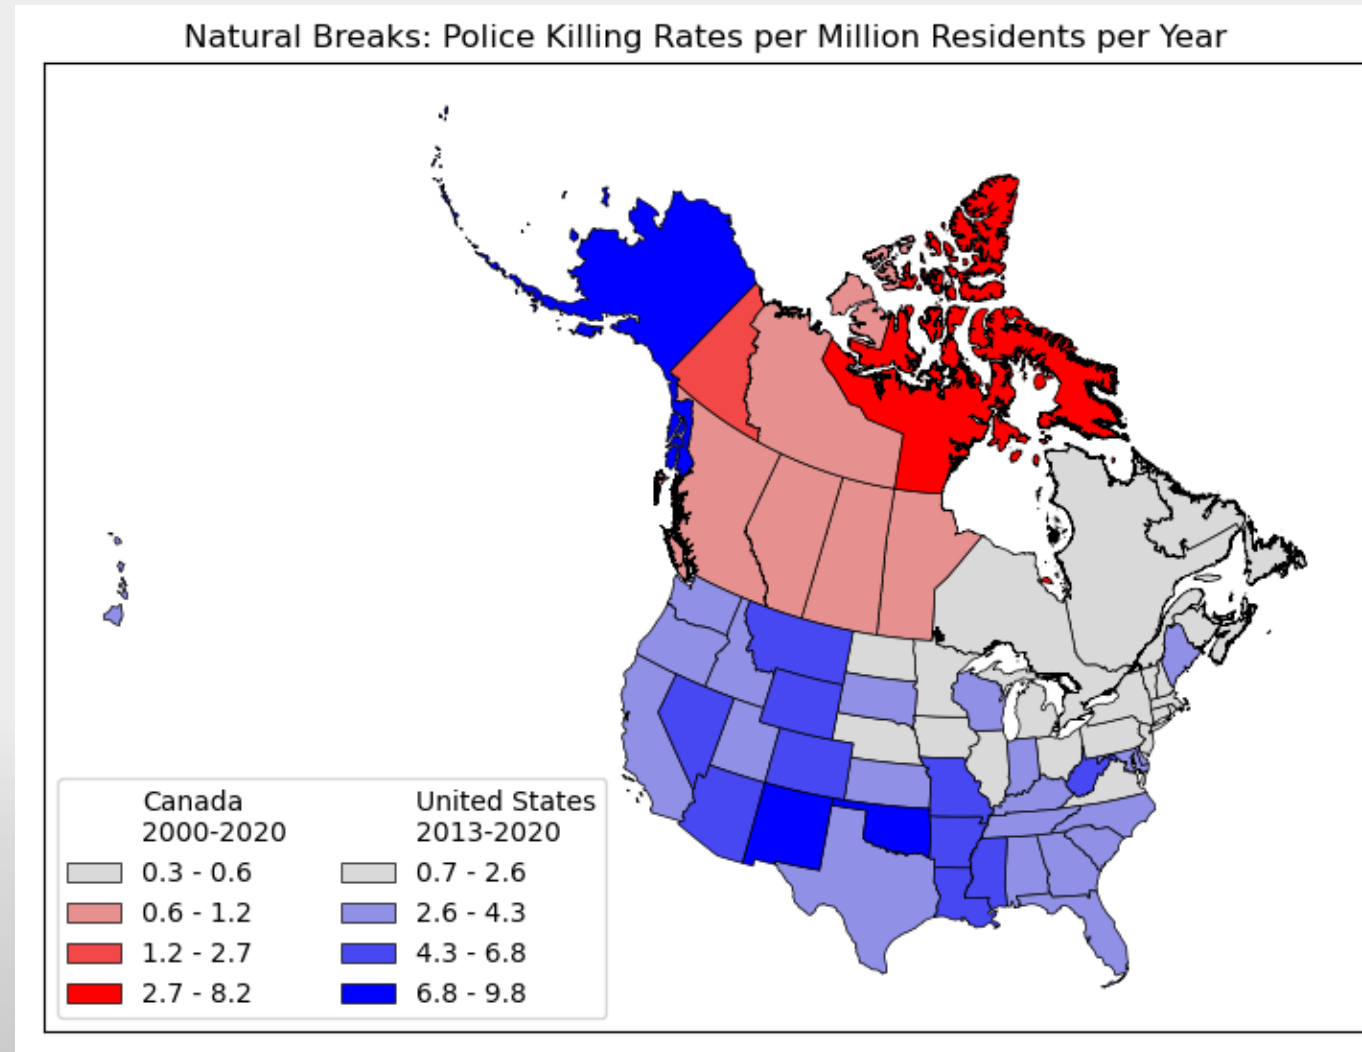 Natural Breaks: Police Killing Rates per Million Residents per Year
Canada
2000-2020
0.3 - 0.6
0.6 - 1.2
1.2 - 2.7
2.7 - 8.2
United States
2013-2020
0.7 - 2.6
2.6 - 4.3
4.3 - 6.8
6.8 - 9.8